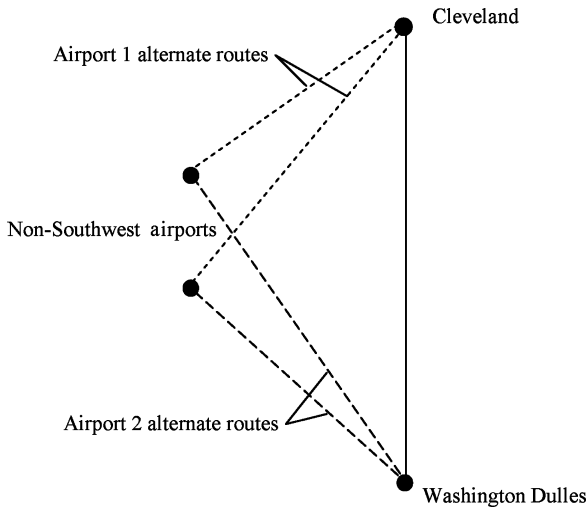 Cleveland
Airport 1 alternate routes
Non-Southwest airports
Airport 2 alternate routes
Washington Dulles